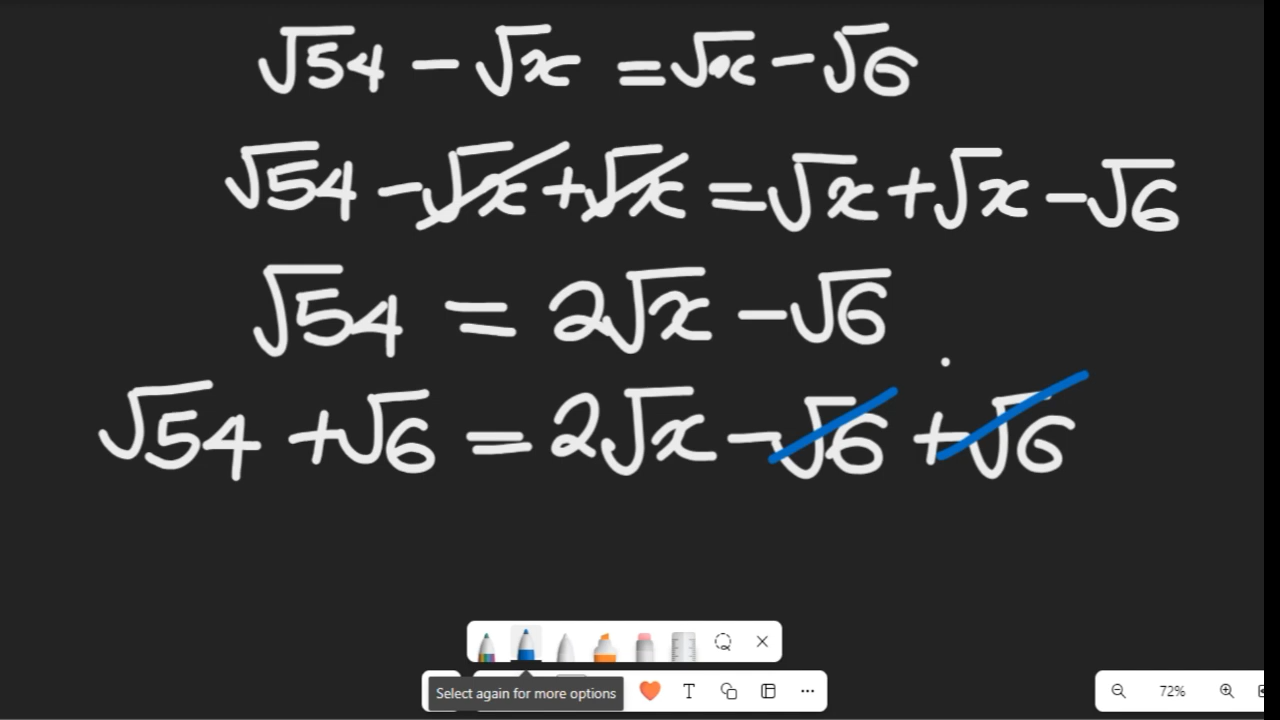 √54 - √x = √x - √6
√54 - √x + √x = √x + √x - √6
√54 = 2√x - √6
√54 + √6 = 2√x - √6 + √6
Select again for more options
T
72%